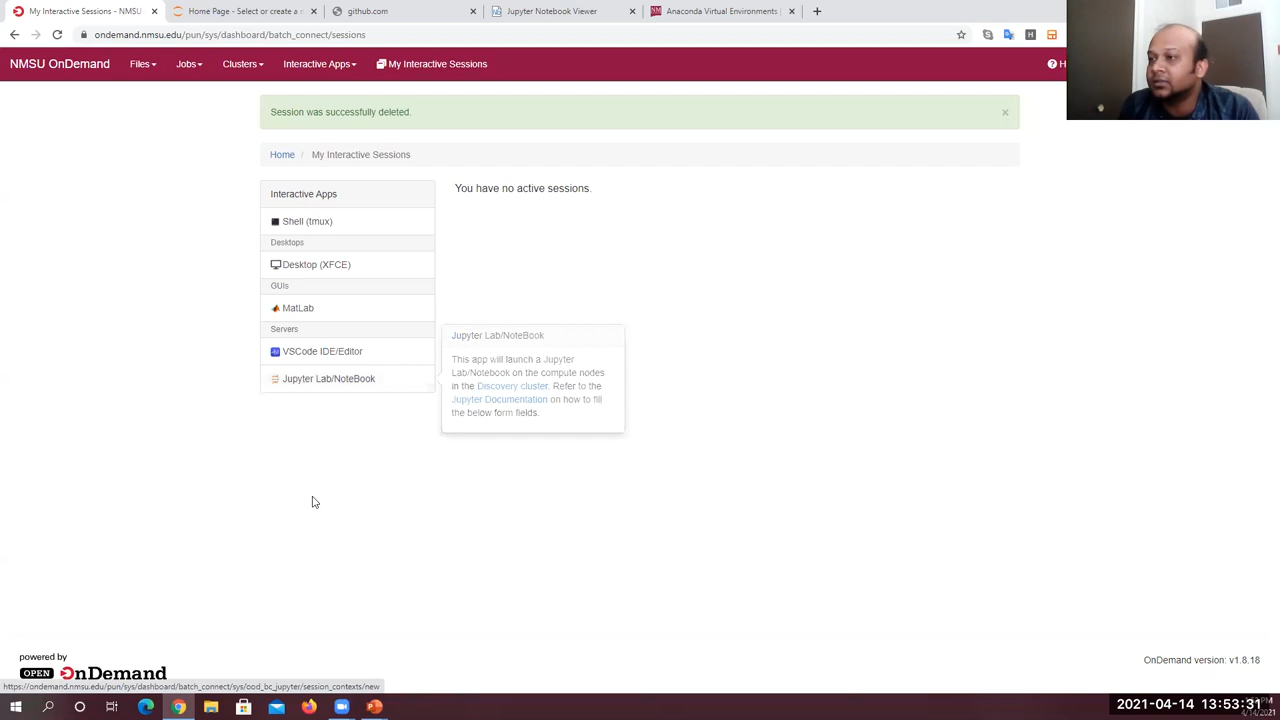 My Interactive Sessions - NMSU
Home Page - Select or create a n
github.com
Jupyter Notebook Viewer
Anaconda Virtual Environments
ondemand.nmsu.edu/pun/sys/dashboard/batch_connect/sessions
NMSU OnDemand
Files
Jobs
Clusters
Interactive Apps
My Interactive Sessions
Session was successfully deleted.
×
Home / My Interactive Sessions
Interactive Apps
You have no active sessions.
Shell (tmux)
Desktops
Desktop (XFCE)
GUIs
MatLab
Servers
VSCode IDE/Editor
Jupyter Lab/NoteBook
Jupyter Lab/NoteBook
This app will launch a Jupyter
Lab/Notebook on the compute nodes
in the Discovery cluster. Refer to the
Jupyter Documentation on how to fill
the below form fields.
powered by
OPEN OnDemand
OnDemand version: v1.8.18
https://ondemand.nmsu.edu/pun/sys/dashboard/batch_connect/sys/ood_bc_jupyter/session_contexts/new
2021-04-14 13:53:31
4/14/2021